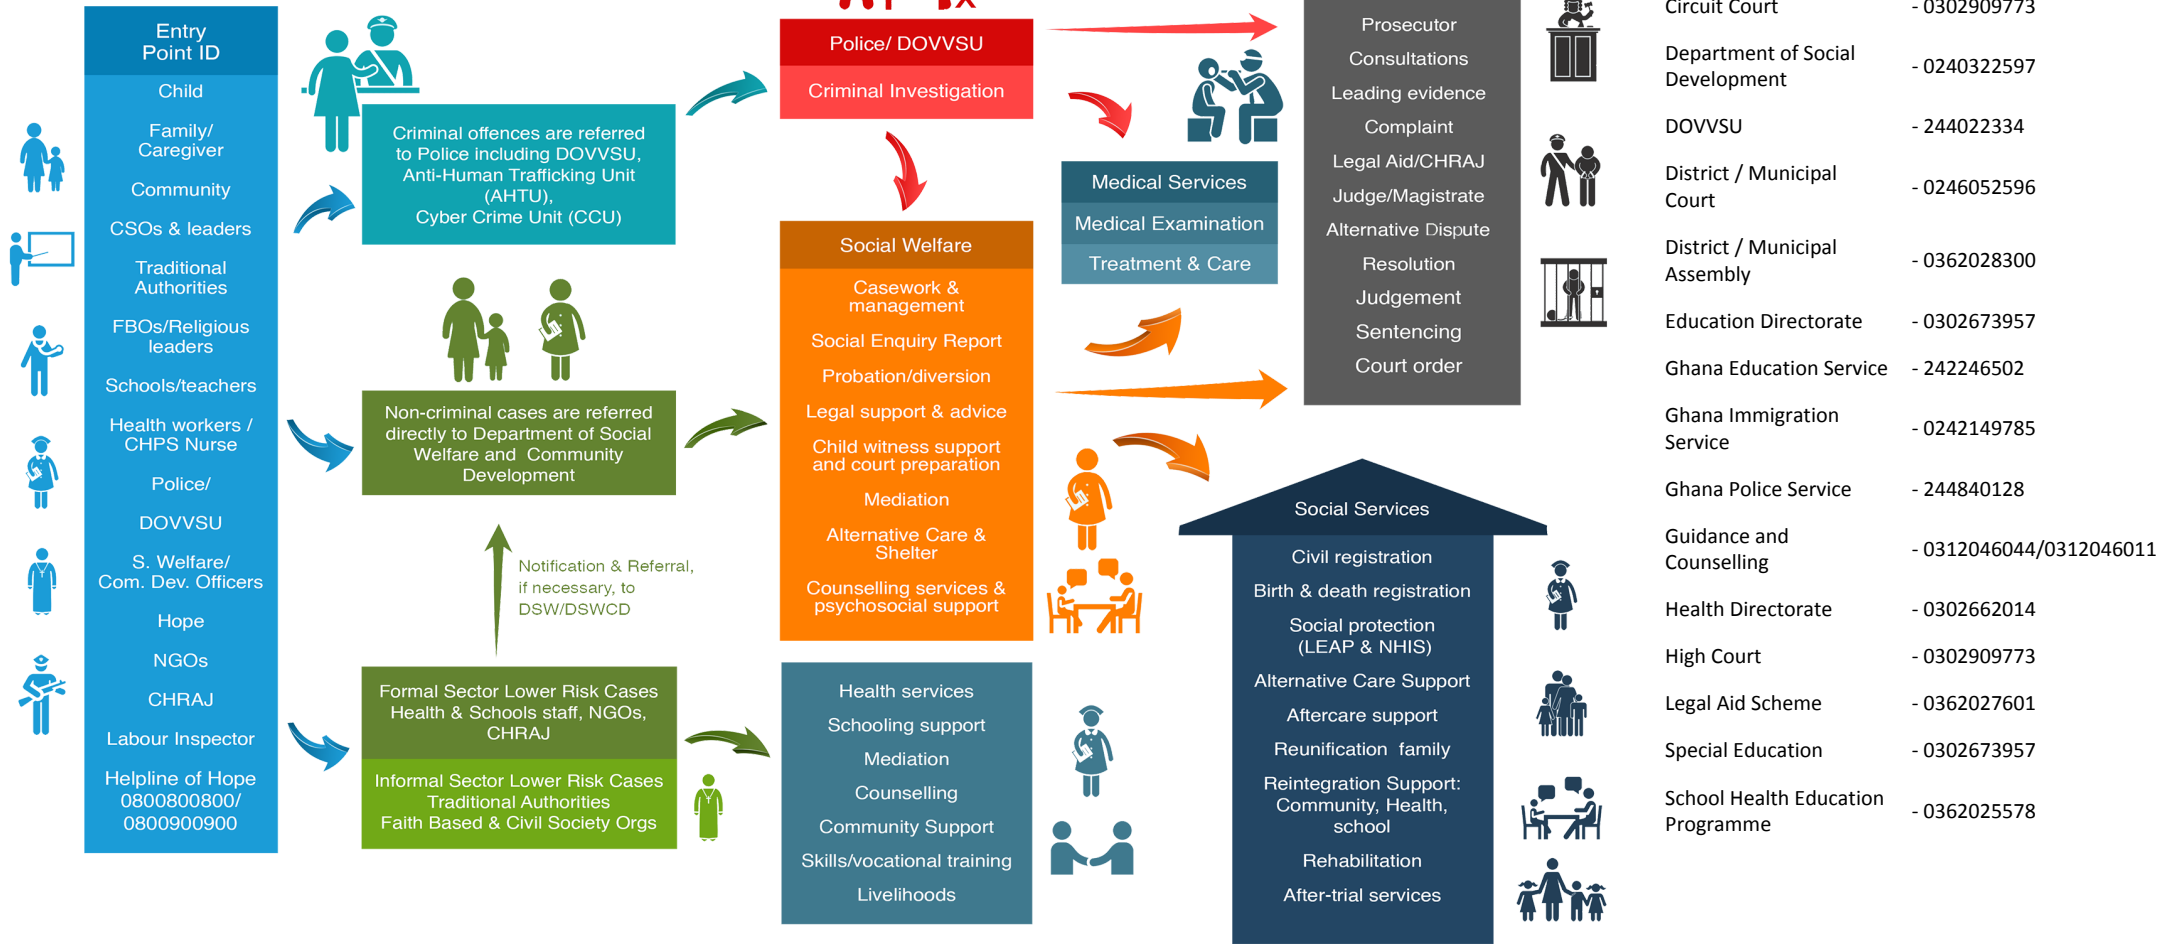 Entry
Point ID
Child
Family/
Caregiver
Community
CSOs & leaders
Traditional
Authorities
FBOs/Religious
leaders
Schools/teachers
Health workers /
CHPS Nurse
Police/
DOVVSU
S. Welfare/
Com. Dev. Officers
Hope
NGOs
CHRAJ
Labour Inspector
Helpline of Hope
0800800800/
0800900900
Criminal offences are referred
to Police including DOVVSU,
Anti-Human Trafficking Unit
(AHTU),
Cyber Crime Unit (CCU)
Non-criminal cases are referred
directly to Department of Social
Welfare and Community
Development
Notification & Referral,
if necessary, to
DSW/DSWCD
Formal Sector Lower Risk Cases
Health & Schools staff, NGOs,
CHRAJ
Informal Sector Lower Risk Cases
Traditional Authorities
Faith Based & Civil Society Orgs
Police/ DOVVSU
Criminal Investigation
Social Welfare
Casework &
management
Social Enquiry Report
Probation/diversion
Legal support & advice
Child witness support
and court preparation
Mediation
Alternative Care &
Shelter
Counselling services &
psychosocial support
Health services
Schooling support
Mediation
Counselling
Community Support
Skills/vocational training
Livelihoods
Medical Services
Medical Examination
Treatment & Care
Prosecutor
Consultations
Leading evidence
Complaint
Legal Aid/CHRAJ
Judge/Magistrate
Alternative Dispute
Resolution
Judgement
Sentencing
Court order
Social Services
Civil registration
Birth & death registration
Social protection
(LEAP & NHIS)
Alternative Care Support
Aftercare support
Reunification family
Reintegration Support:
Community, Health,
school
Rehabilitation
After-trial services
Circuit Court - 0302909773
Department of Social
Development - 0240322597
DOVVSU - 244022334
District / Municipal
Court - 0246052596
District / Municipal
Assembly - 0362028300
Education Directorate - 0302673957
Ghana Education Service - 242246502
Ghana Immigration
Service - 0242149785
Ghana Police Service - 244840128
Guidance and
Counselling - 0312046044/0312046011
Health Directorate - 0302662014
High Court - 0302909773
Legal Aid Scheme - 0362027601
Special Education - 0302673957
School Health Education
Programme - 0362025578